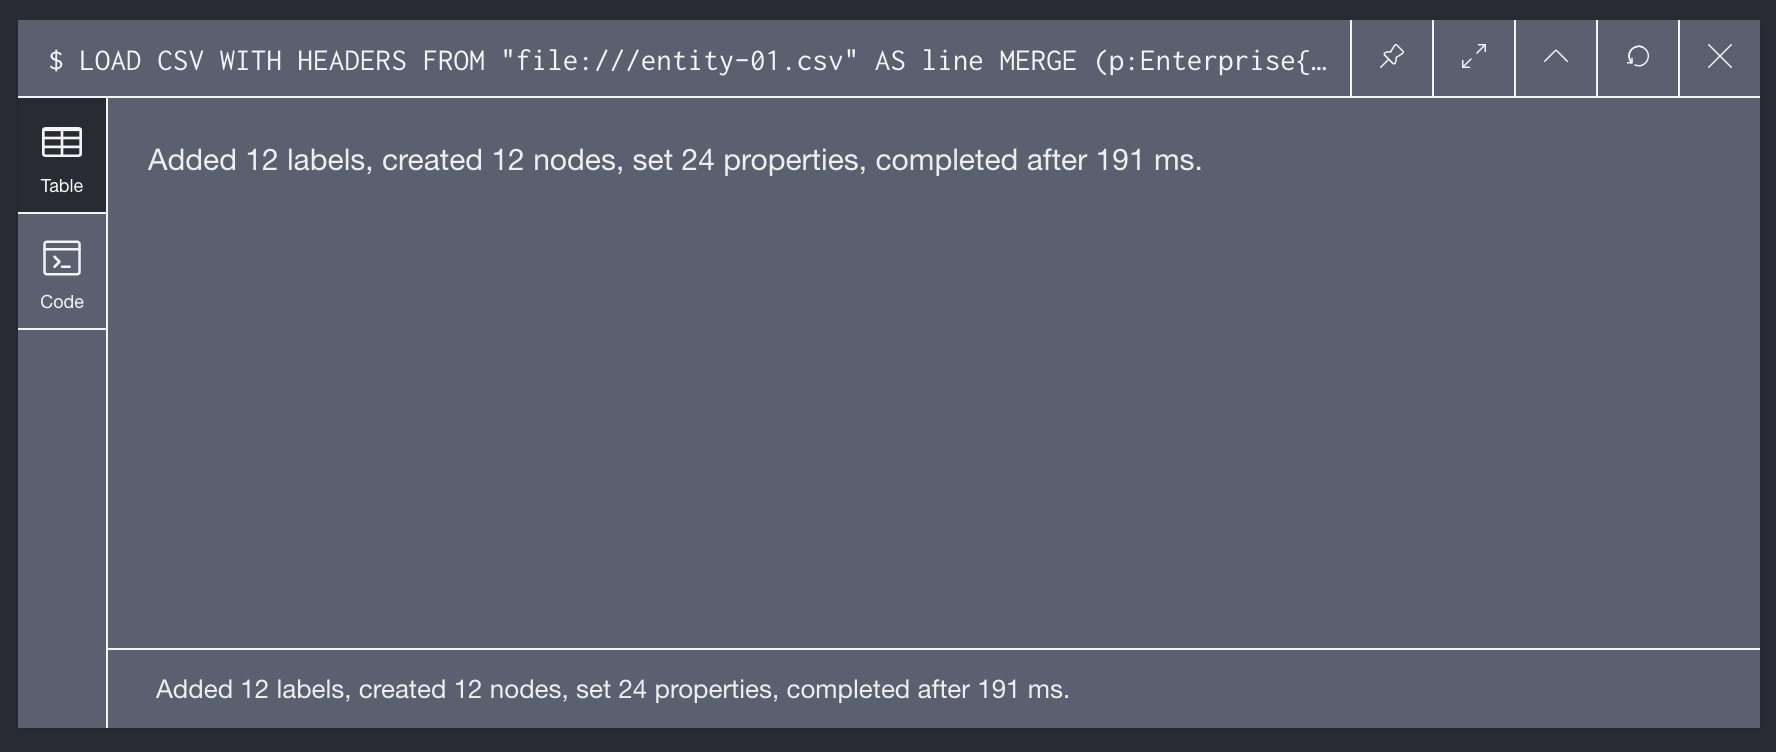 $ LOAD CSV WITH HEADERS FROM "file:///entity-01.csv" AS line MERGE (p:Enterprise{…
Table
Added 12 labels, created 12 nodes, set 24 properties, completed after 191 ms.
Code
Added 12 labels, created 12 nodes, set 24 properties, completed after 191 ms.